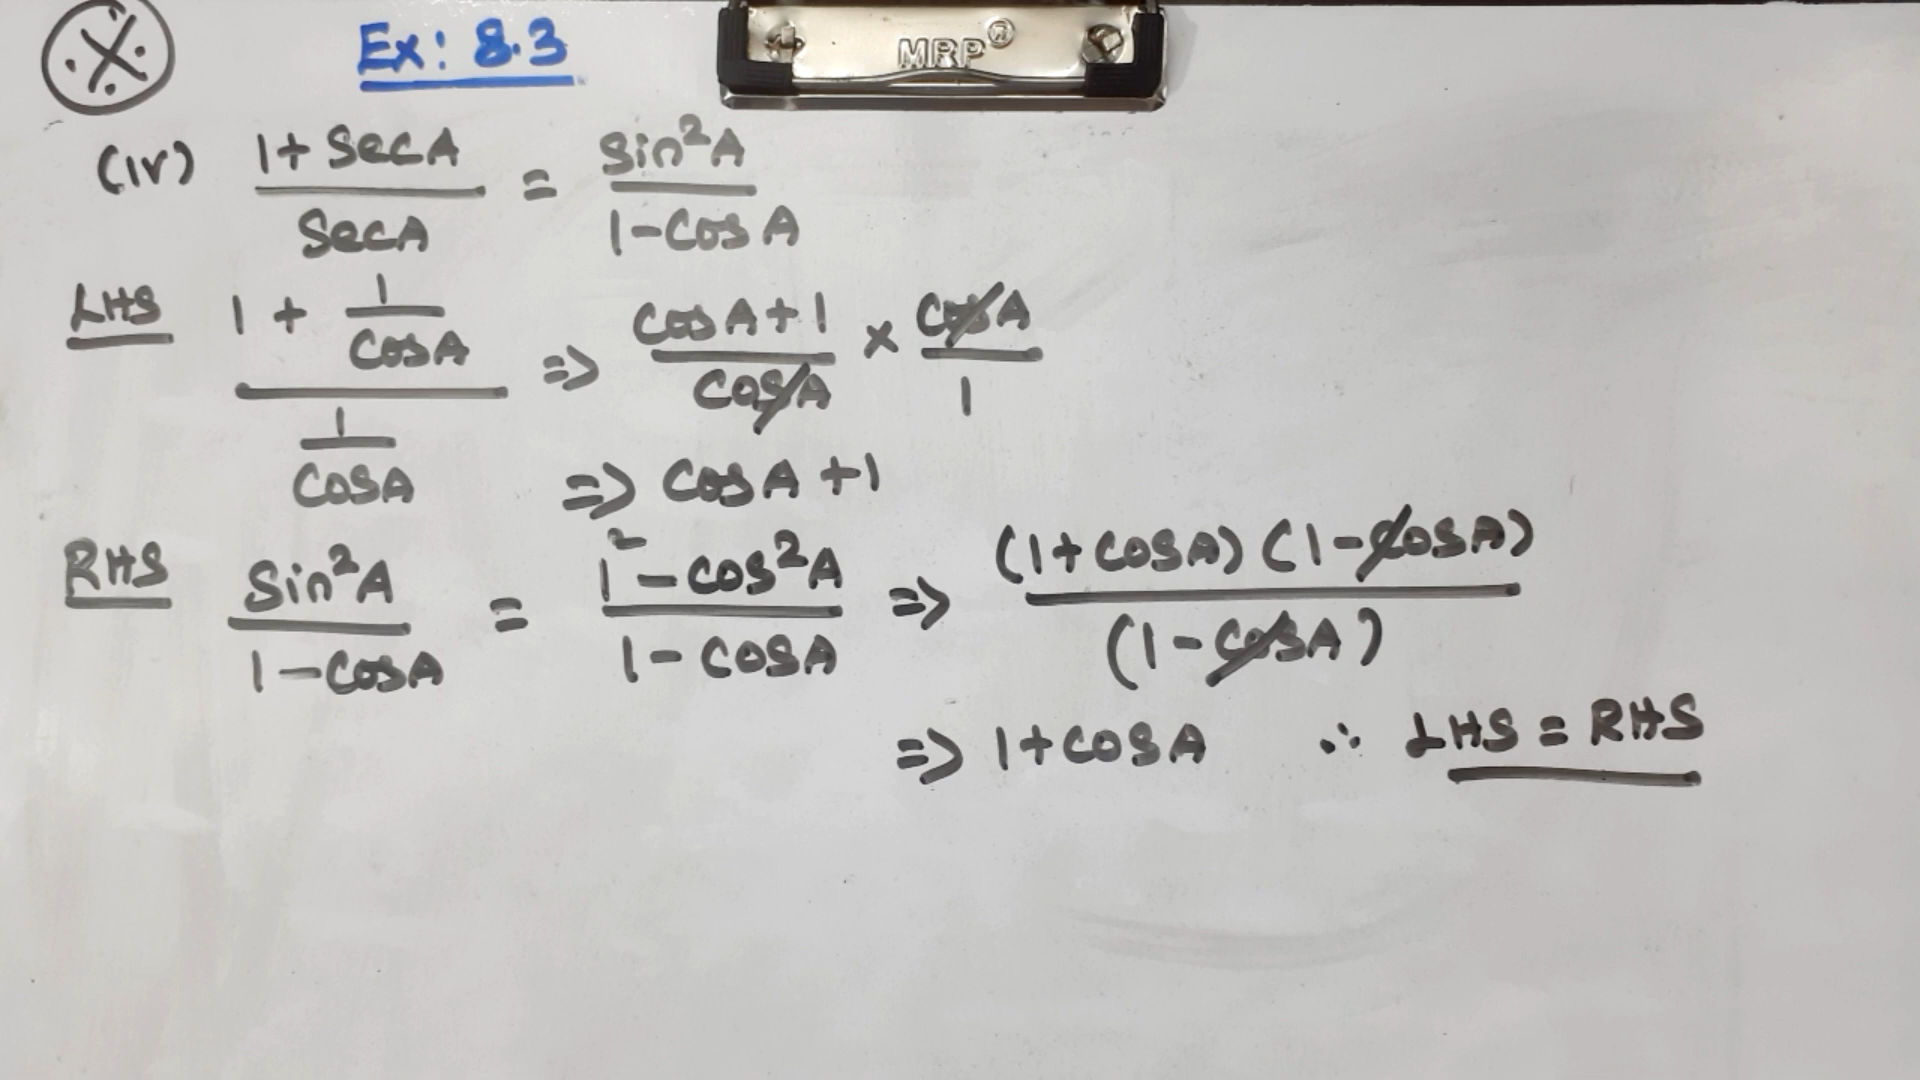 Ex: 8.3
MRP®
(iv) 1+SecA/SecA = Sin²A/1-CosA
LHS 1 + 1/CosA / 1/CosA => CosA+1/CosA × CosA/1
=> CosA+1
RHS Sin²A/1-CosA = 1²-Cos²A/1-CosA => (1+CosA)(1-CosA)/(1-CosA)
=> 1+CosA ∴ LHS = RHS